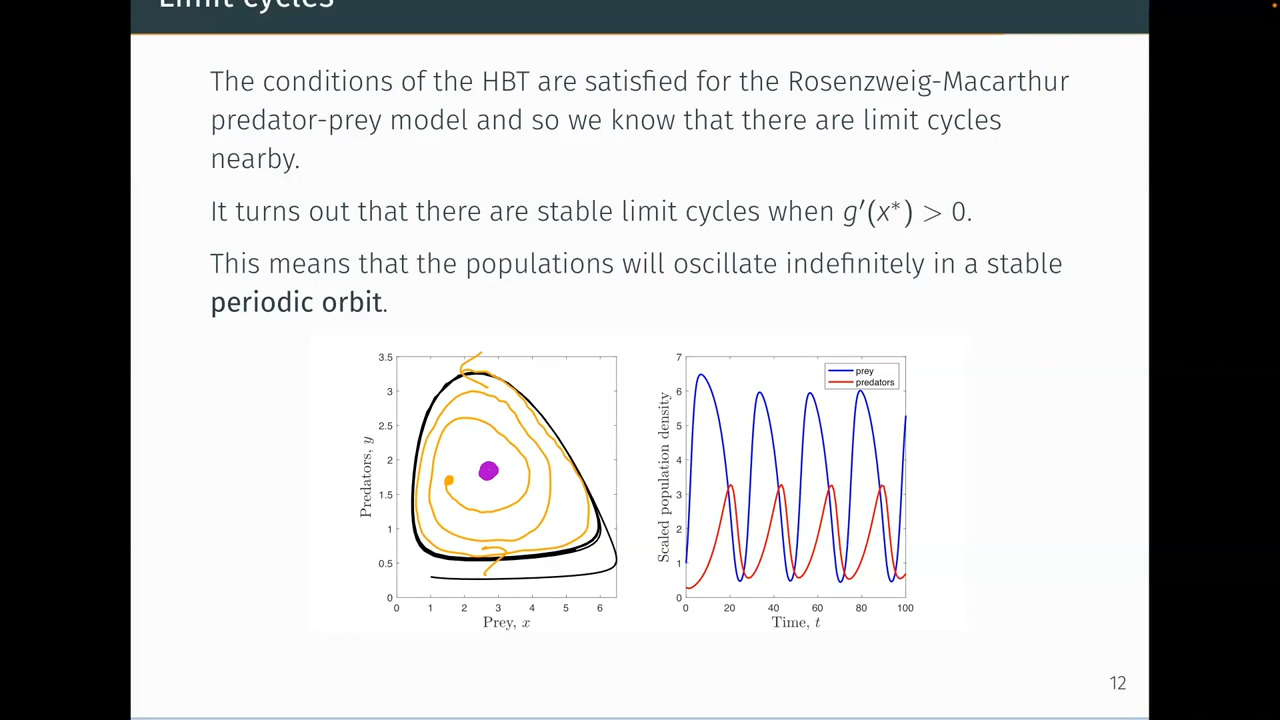 Limit cycles
The conditions of the HBT are satisfied for the Rosenzweig-Macarthur
predator-prey model and so we know that there are limit cycles
nearby.
It turns out that there are stable limit cycles when g′(x*) > 0.
This means that the populations will oscillate indefinitely in a stable
periodic orbit.
3.5
3
2.5
2
1.5
1
0.5
0
Predators, y
0 1 2 3 4 5 6
Prey, x
7
6
5
4
3
2
1
0
Scaled population density
prey
predators
0 20 40 60 80 100
Time, t
12